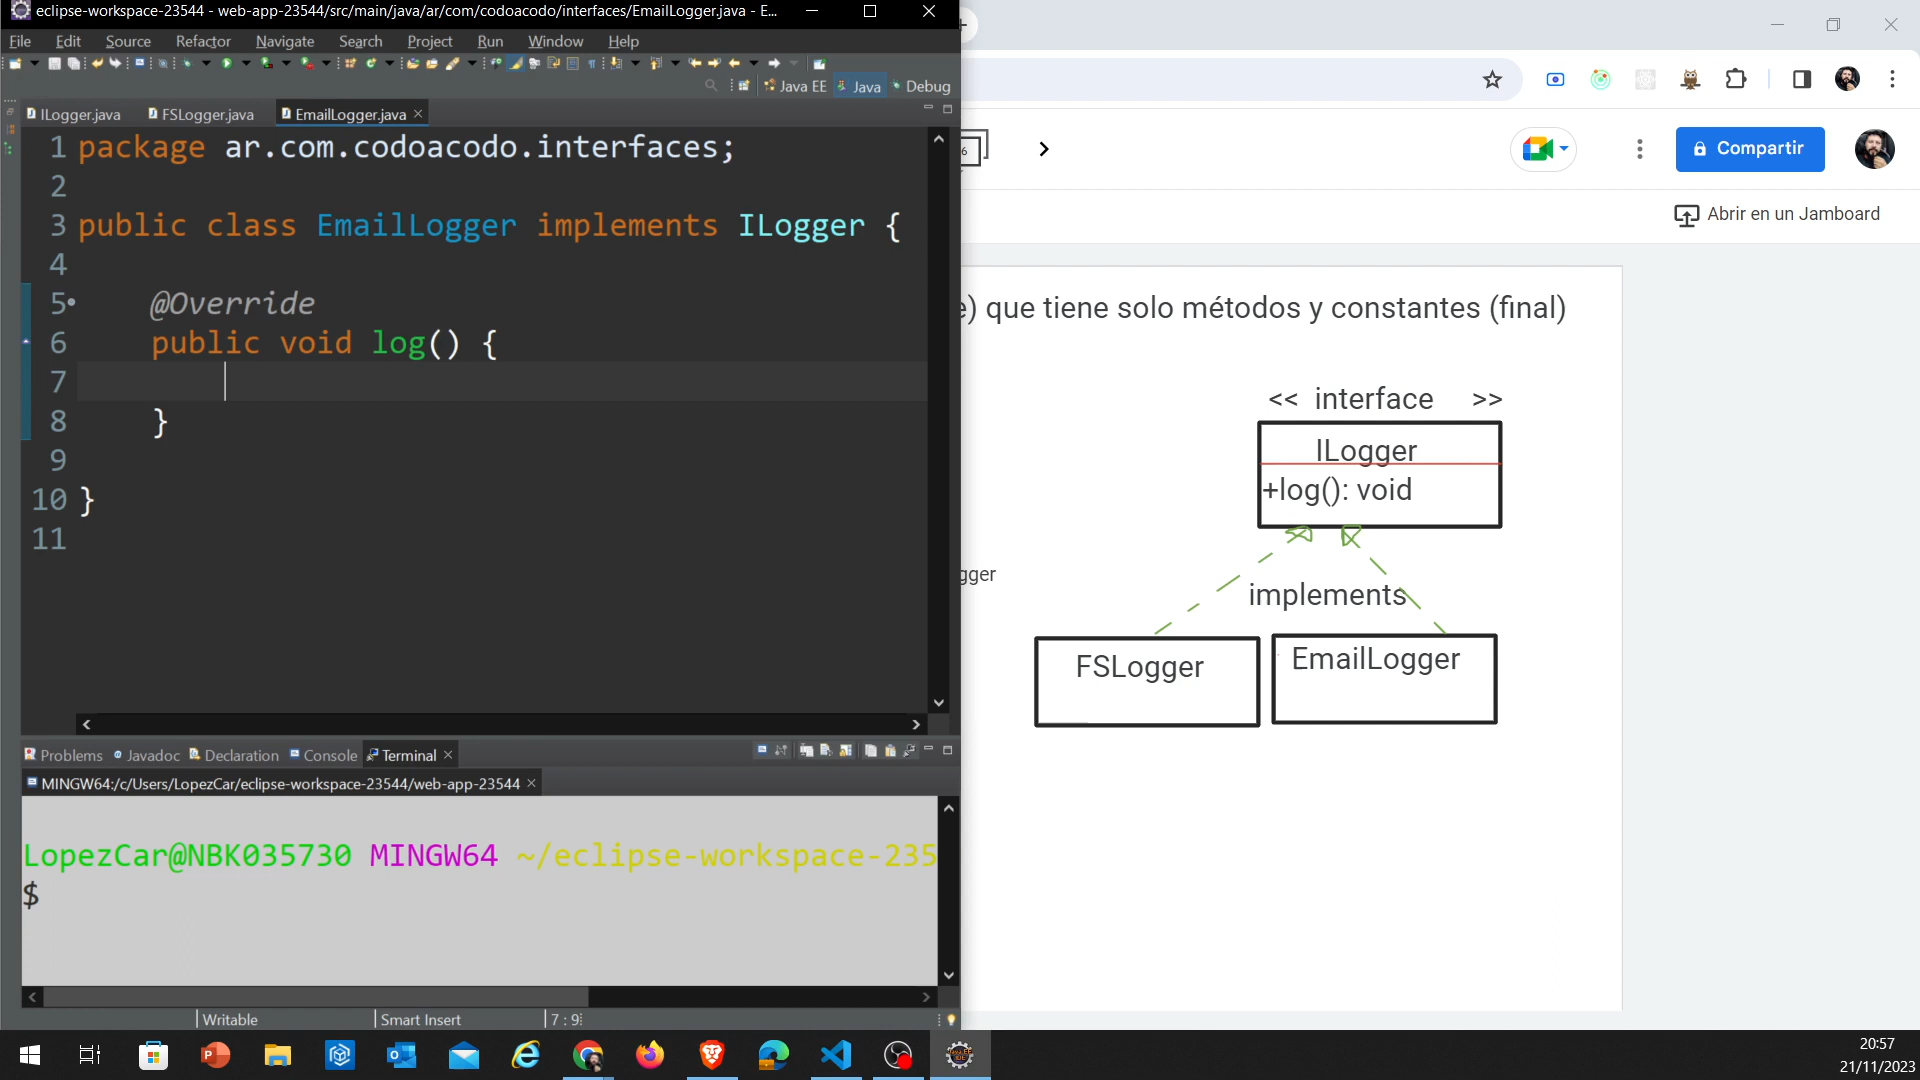 eclipse-workspace-23544 - web-app-23544/src/main/java/ar/com/codoacodo/interfaces/EmailLogger.java - E...
File Edit Source Refactor Navigate Search Project Run Window Help
Java EE Java Debug
ILogger.java FSLogger.java EmailLogger.java
1 package ar.com.codoacodo.interfaces;
2
3 public class EmailLogger implements ILogger {
4
5 @Override
6 public void log() {
7
8 }
9
10 }
11
Problems Javadoc Declaration Console Terminal
MINGW64:/c/Users/LopezCar/eclipse-workspace-23544/web-app-23544
LopezCar@NBK035730 MINGW64 ~/eclipse-workspace-235
$
Writable Smart Insert 7 : 9
6
Compartir
Abrir en un Jamboard
e) que tiene solo métodos y constantes (final)
<< interface >>
ILogger
+log(): void
gger
implements
FSLogger
EmailLogger
20:57
21/11/2023